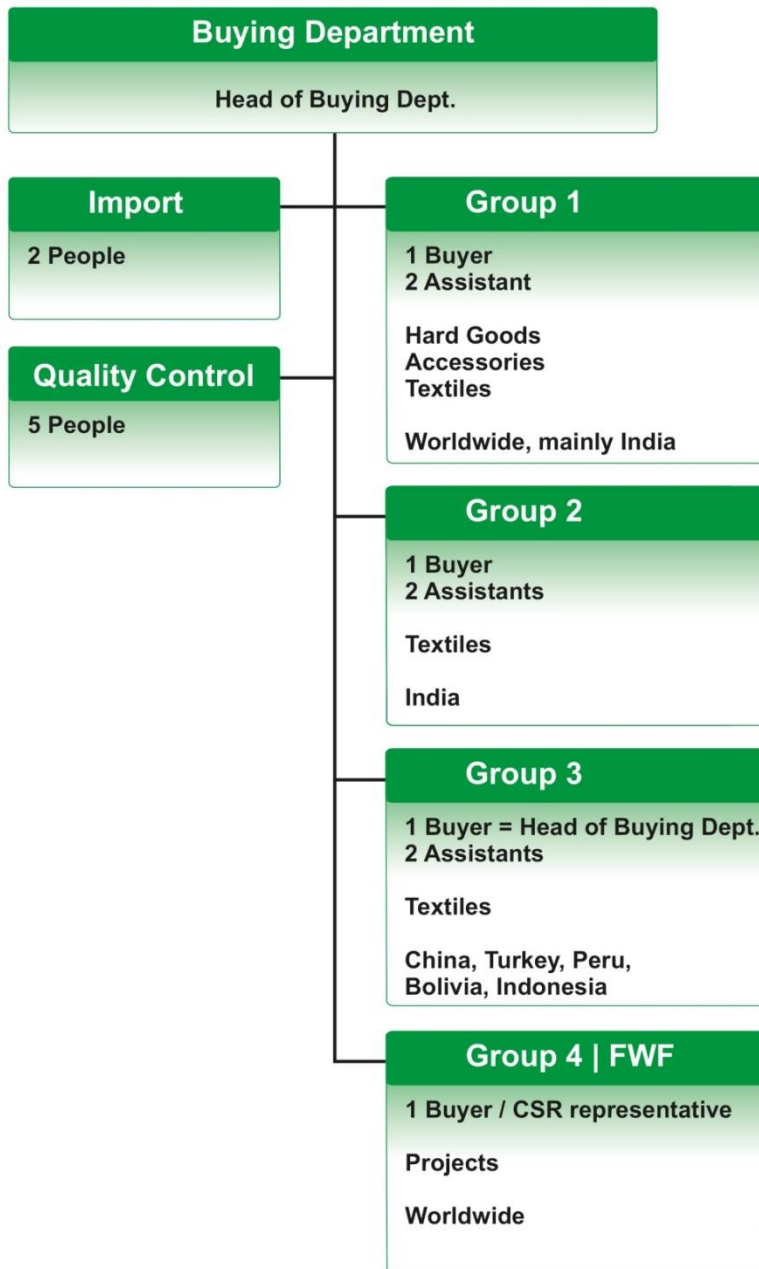 Buying Department
Head of Buying Dept.
Import
2 People
Quality Control
5 People
Group 1
1 Buyer
2 Assistant
Hard Goods
Accessories
Textiles
Worldwide, mainly India
Group 2
1 Buyer
2 Assistants
Textiles
India
Group 3
1 Buyer = Head of Buying Dept.
2 Assistants
Textiles
China, Turkey, Peru,
Bolivia, Indonesia
Group 4 | FWF
1 Buyer / CSR representative
Projects
Worldwide